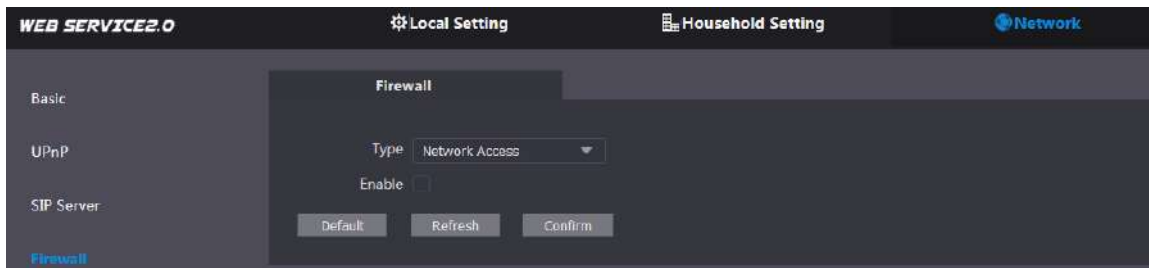 WEB SERVICE2.0 Local Setting Household Setting Network
Firewall
Basic
UPnP
Type Network Access
Enable
SIP Server
Default Refresh Confirm
Firewall